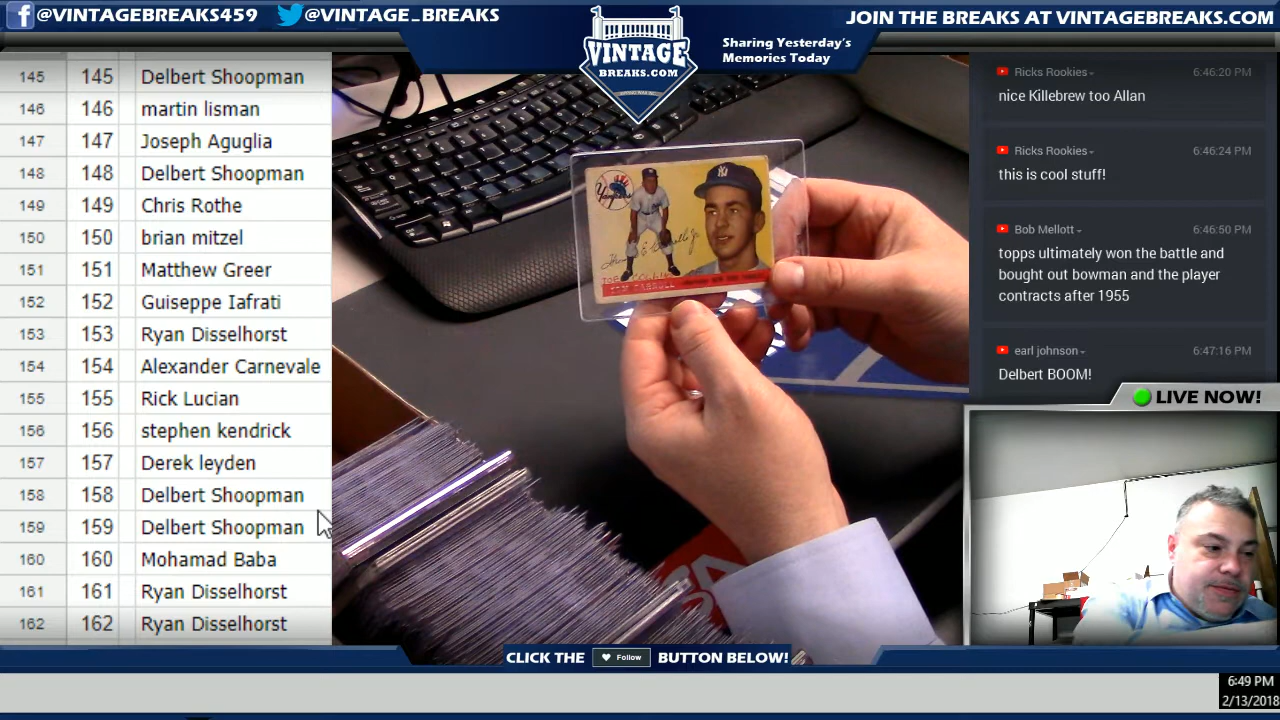 @VINTAGEBREAKS459
@VINTAGE_BREAKS
VINTAGE
BREAKS.COM
Sharing Yesterday's
Memories Today
JOIN THE BREAKS AT VINTAGEBREAKS.COM
145 145 Delbert Shoopman
146 146 martin lisman
147 147 Joseph Aguglia
148 148 Delbert Shoopman
149 149 Chris Rothe
150 150 brian mitzel
151 151 Matthew Greer
152 152 Guiseppe Iafrati
153 153 Ryan Disselhorst
154 154 Alexander Carnevale
155 155 Rick Lucian
156 156 stephen kendrick
157 157 Derek leyden
158 158 Delbert Shoopman
159 159 Delbert Shoopman
160 160 Mohamad Baba
161 161 Ryan Disselhorst
162 162 Ryan Disselhorst
Yankees
TOM CARROLL
Ricks Rookies 6:46:20 PM
nice Killebrew too Allan
Ricks Rookies 6:46:24 PM
this is cool stuff!
Bob Mellott 6:46:50 PM
topps ultimately won the battle and
bought out bowman and the player
contracts after 1955
earl johnson 6:47:16 PM
Delbert BOOM!
LIVE NOW!
CLICK THE Follow BUTTON BELOW!
6:49 PM
2/13/2018